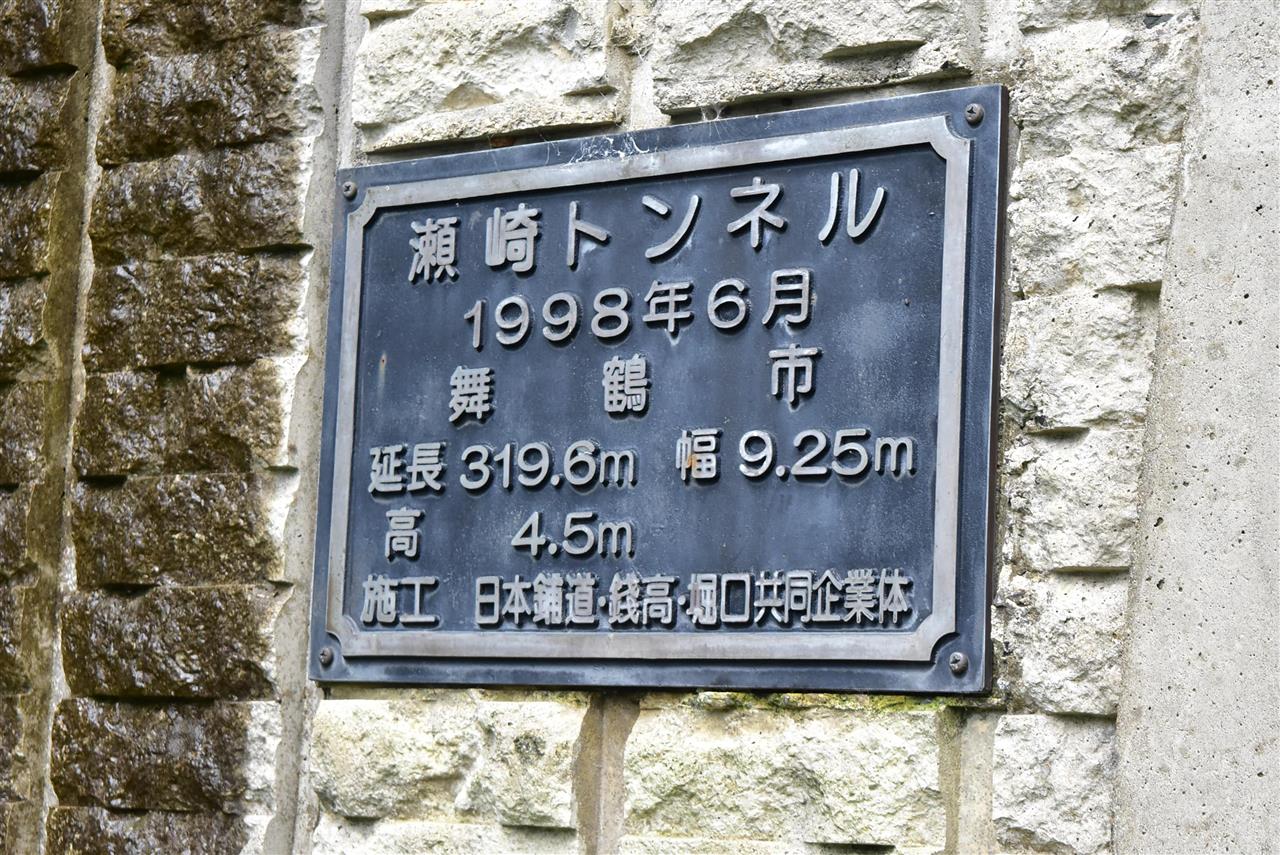 瀬崎トンネル
1998年6月
舞鶴市
延長 319.6m 幅 9.25m
高 4.5m
施工 日本鋪道・錢高・堀口共同企業体